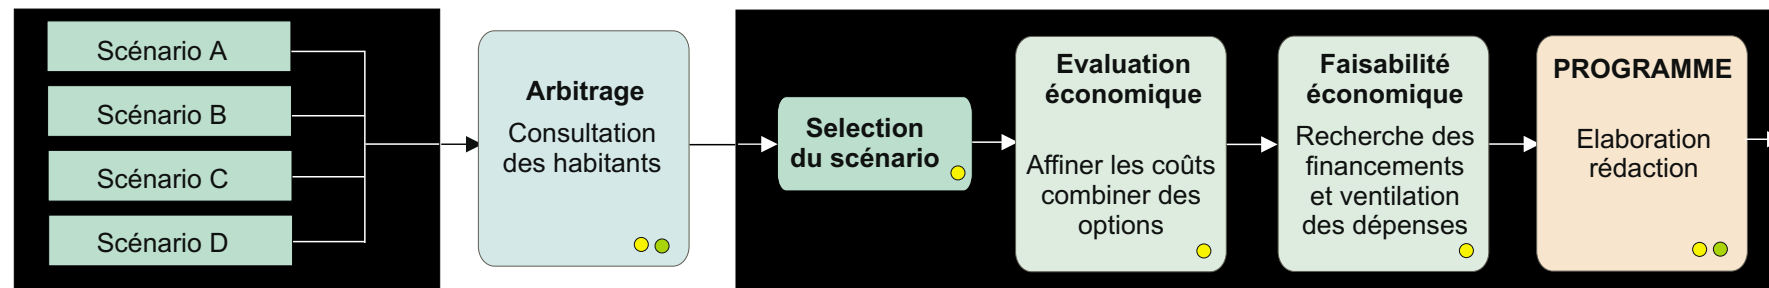 Scénario A
Scénario B
Scénario C
Scénario D
Arbitrage
Consultation
des habitants
Selection
du scénario
Evaluation
économique
Affiner les coûts
combiner des
options
Faisabilité
économique
Recherche des
financements
et ventilation
des dépenses
PROGRAMME
Elaboration
rédaction